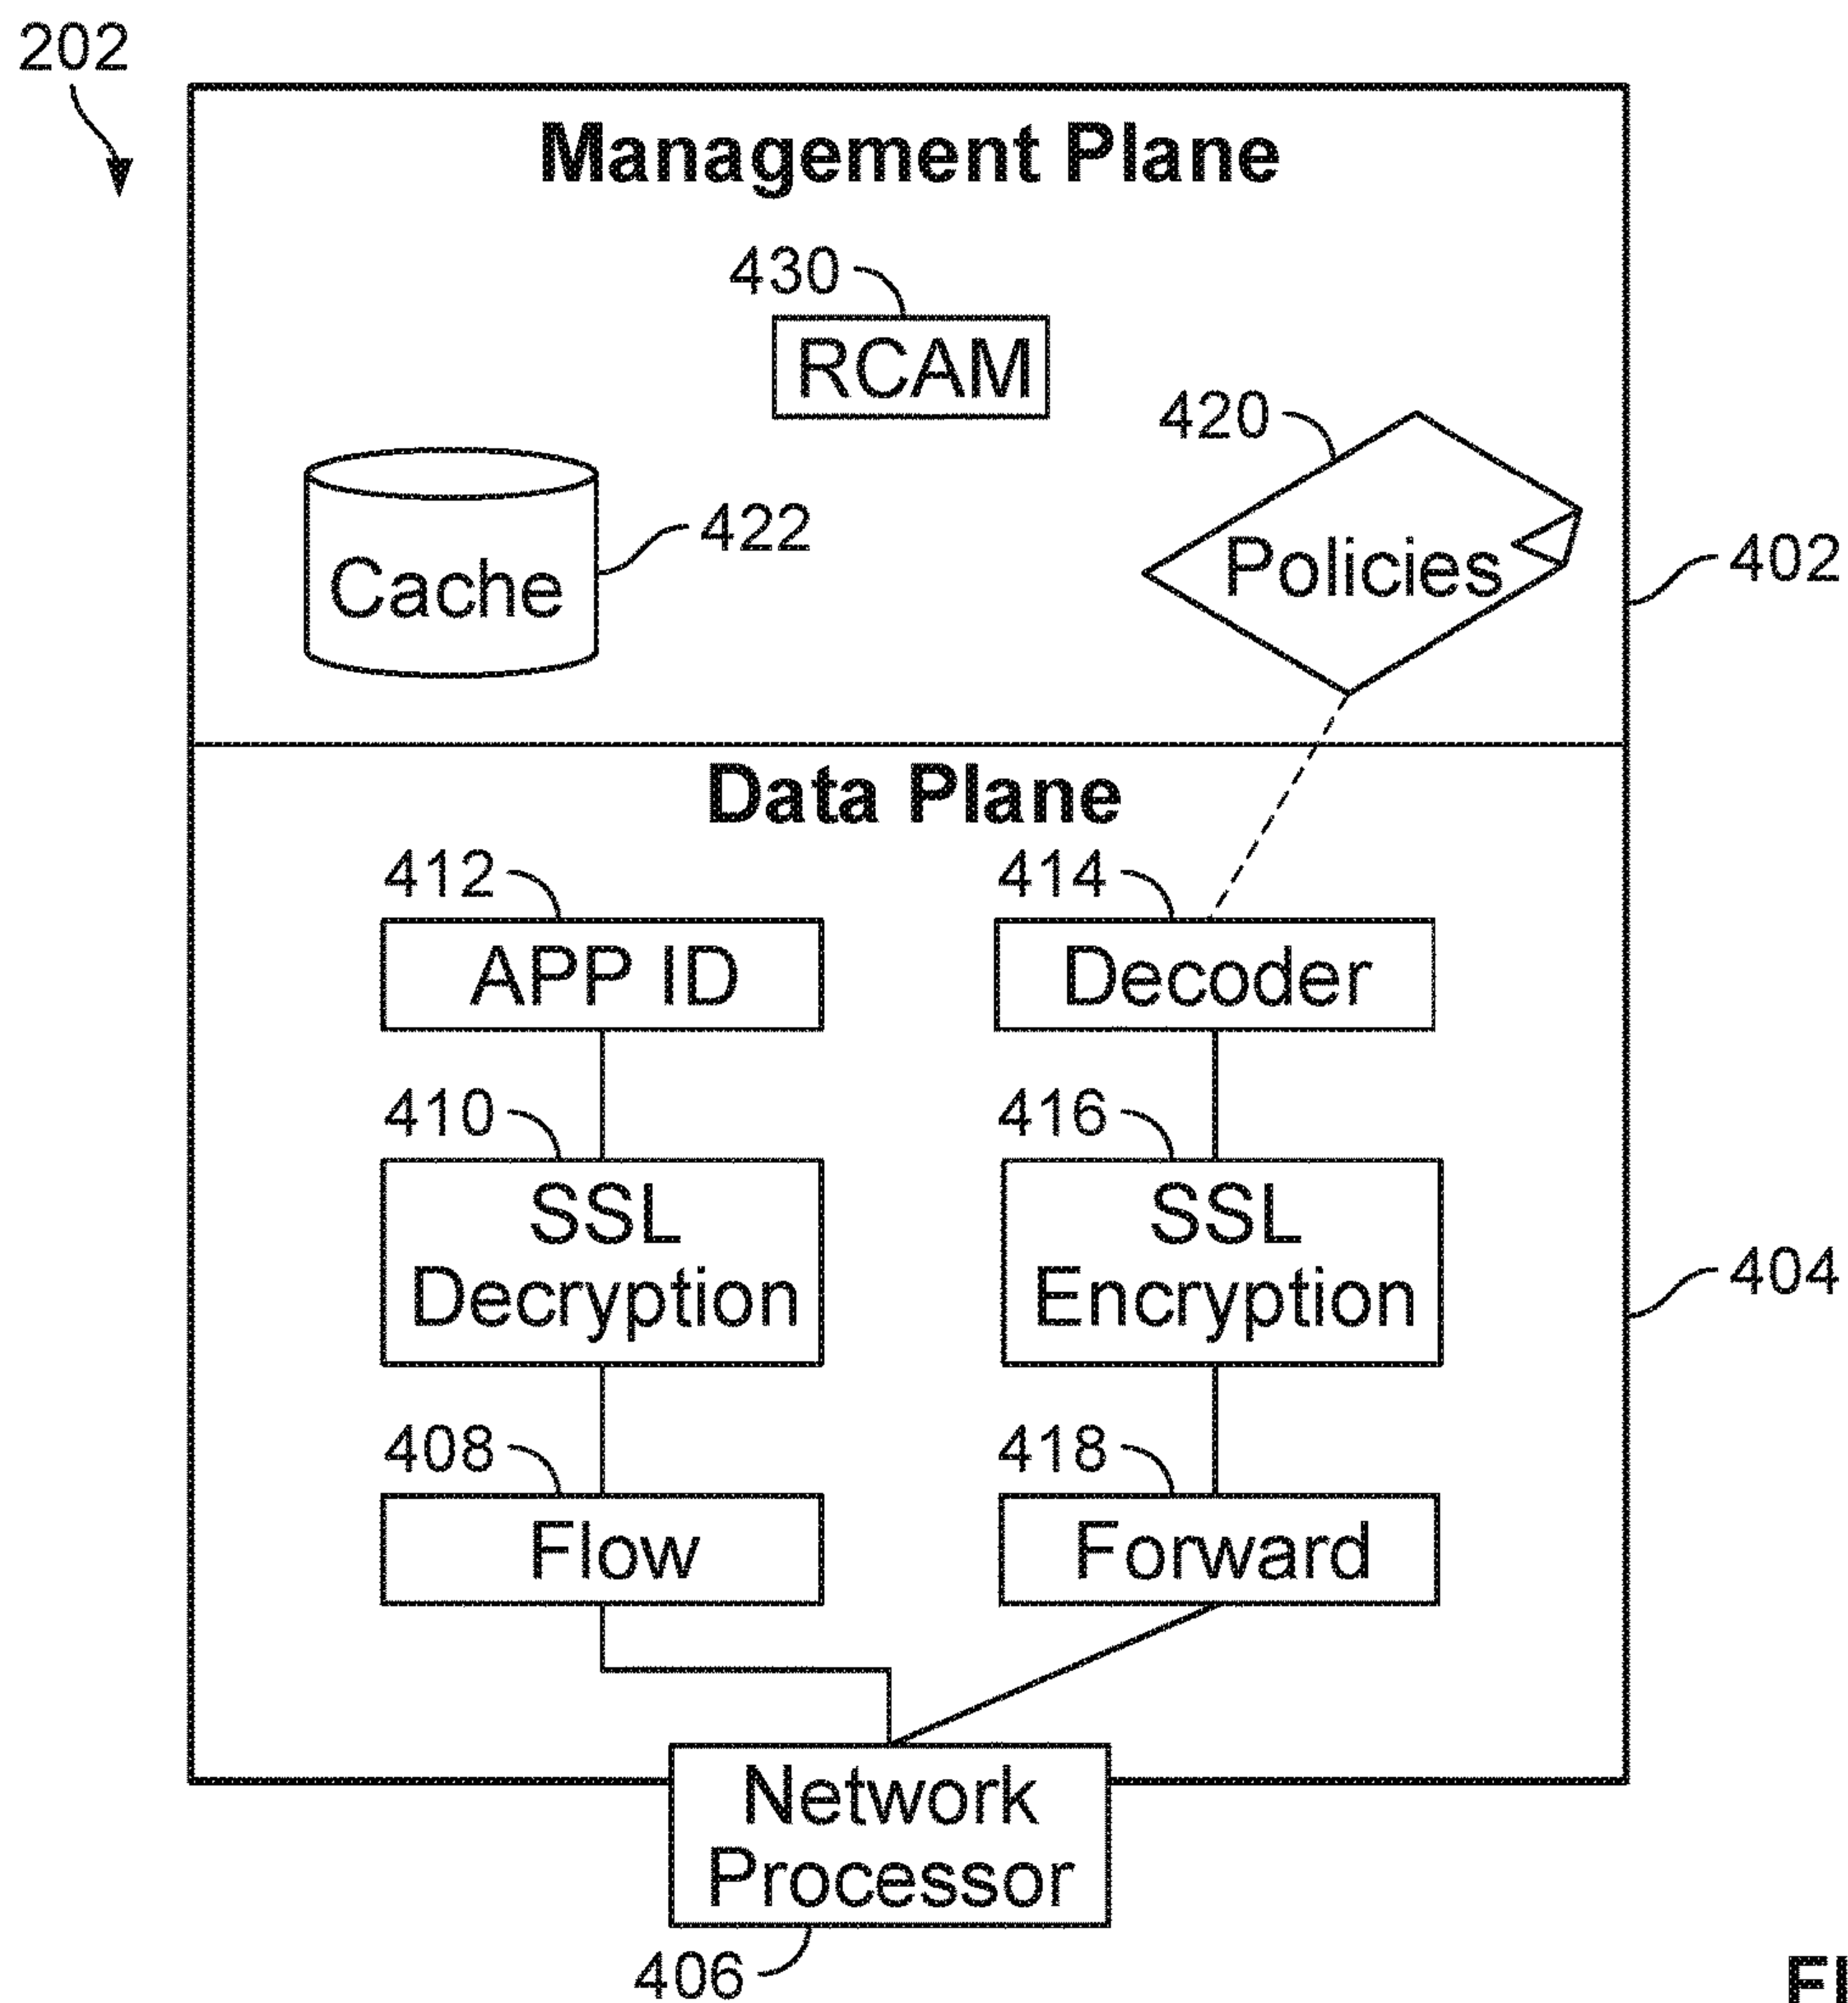 202
Management Plane
430
RCAM
420
Cache
422
Policies
402
Data Plane
412
414
APP ID
Decoder
410
416
SSL
Decryption
SSL
Encryption
404
408
418
Flow
Forward
Network
Processor
406